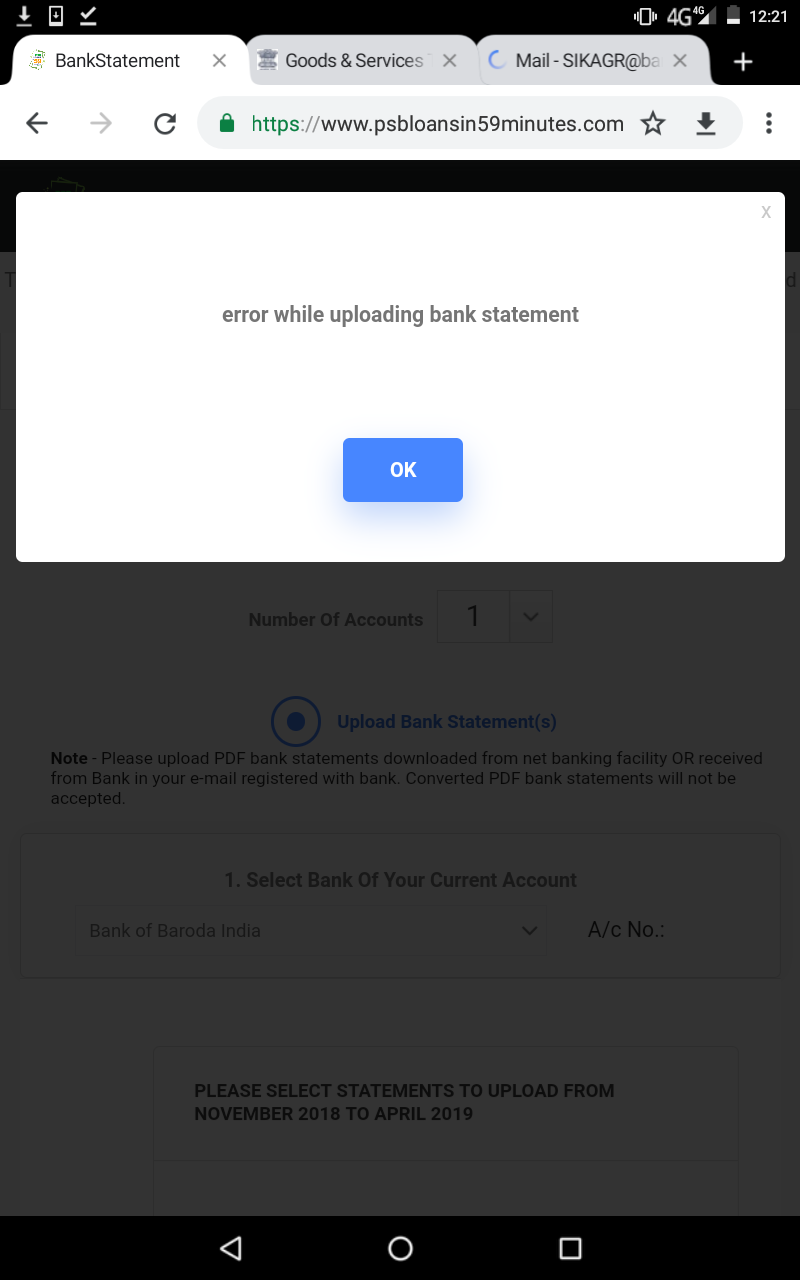 12:21
4G 4G
BankStatement
Goods & Services
Mail - SIKAGR@ba
https://www.psbloansin59minutes.com
X
T
d
error while uploading bank statement
OK
Number Of Accounts 1
Upload Bank Statement(s)
Note - Please upload PDF bank statements downloaded from net banking facility OR received
from Bank in your e-mail registered with bank. Converted PDF bank statements will not be
accepted.
1. Select Bank Of Your Current Account
Bank of Baroda India A/c No.:
PLEASE SELECT STATEMENTS TO UPLOAD FROM
NOVEMBER 2018 TO APRIL 2019